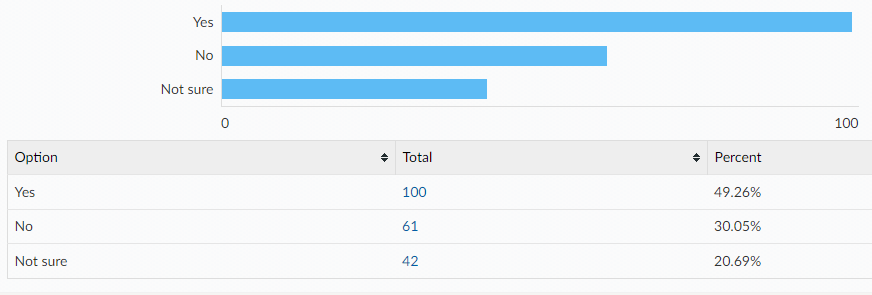 Yes
No
Not sure
0 100
Option Total Percent
Yes 100 49.26%
No 61 30.05%
Not sure 42 20.69%